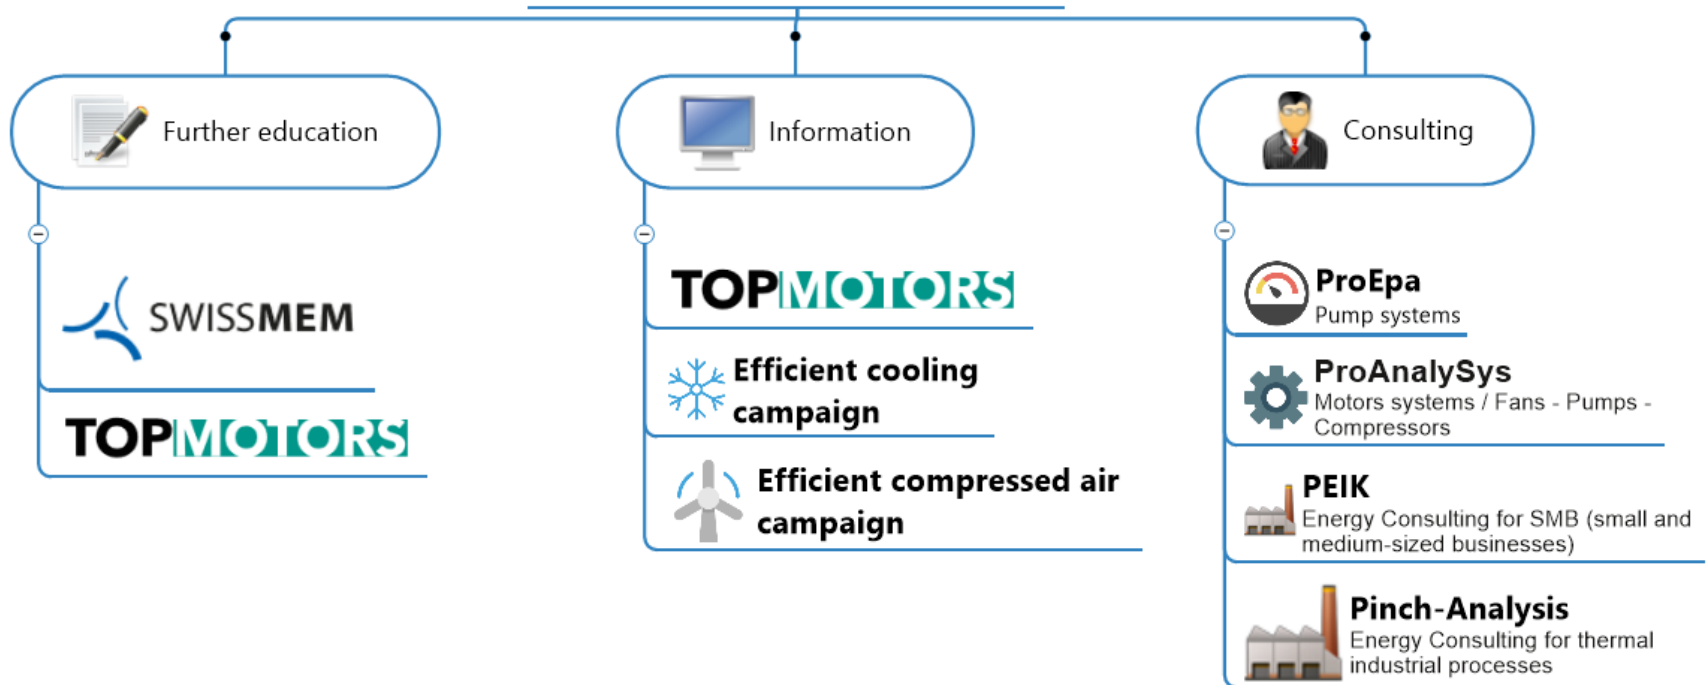 Further education
SWISSMEM
TOPMOTORS
Information
TOPMOTORS
Efficient cooling
campaign
Efficient compressed air
campaign
Consulting
ProEpa
Pump systems
ProAnalySys
Motors systems / Fans - Pumps -
Compressors
PEIK
Energy Consulting for SMB (small and
medium-sized businesses)
Pinch-Analysis
Energy Consulting for thermal
industrial processes